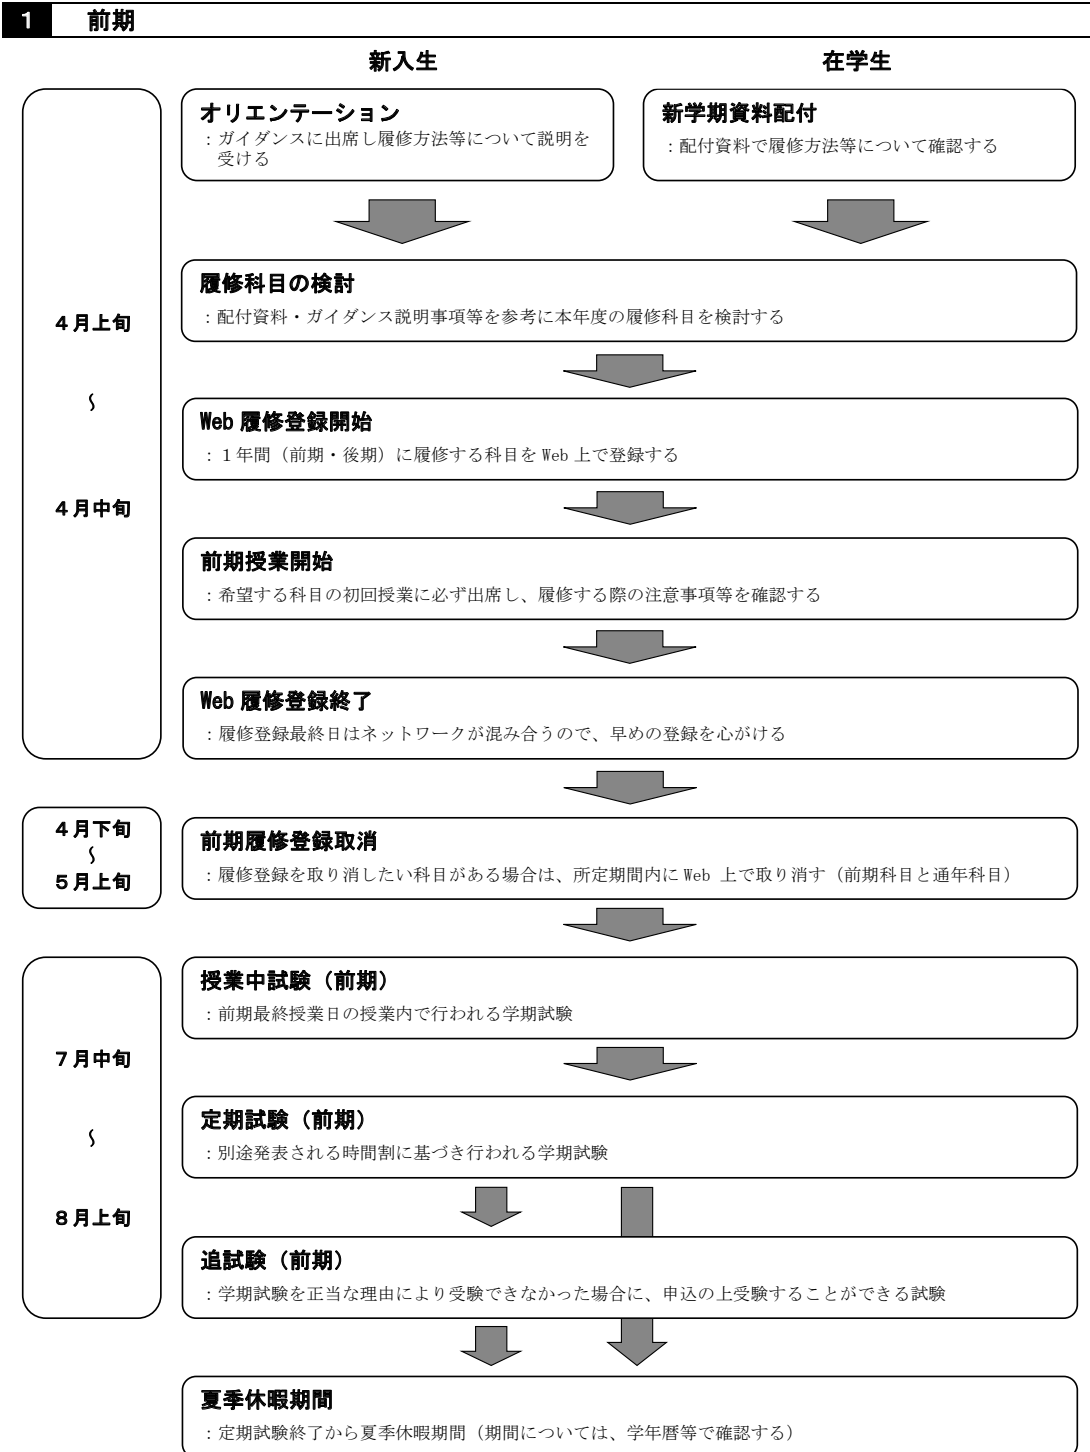 1 前期
新入生 在学生
オリエンテーション
：ガイダンスに出席し履修方法等について説明を
受ける
新学期資料配付
：配付資料で履修方法等について確認する
4月上旬
～
4月中旬
履修科目の検討
：配付資料・ガイダンス説明事項等を参考に本年度の履修科目を検討する
Web 履修登録開始
：１年間（前期・後期）に履修する科目を Web 上で登録する
前期授業開始
：希望する科目の初回授業に必ず出席し、履修する際の注意事項等を確認する
Web 履修登録終了
：履修登録最終日はネットワークが混み合うので、早めの登録を心がける
4月下旬
～
5月上旬
前期履修登録取消
：履修登録を取り消したい科目がある場合は、所定期間内に Web 上で取り消す（前期科目と通年科目）
7月中旬
～
8月上旬
授業中試験（前期）
：前期最終授業日の授業内で行われる学期試験
定期試験（前期）
：別途発表される時間割に基づき行われる学期試験
追試験（前期）
：学期試験を正当な理由により受験できなかった場合に、申込の上受験することができる試験
夏季休暇期間
：定期試験終了から夏季休暇期間（期間については、学年暦等で確認する）